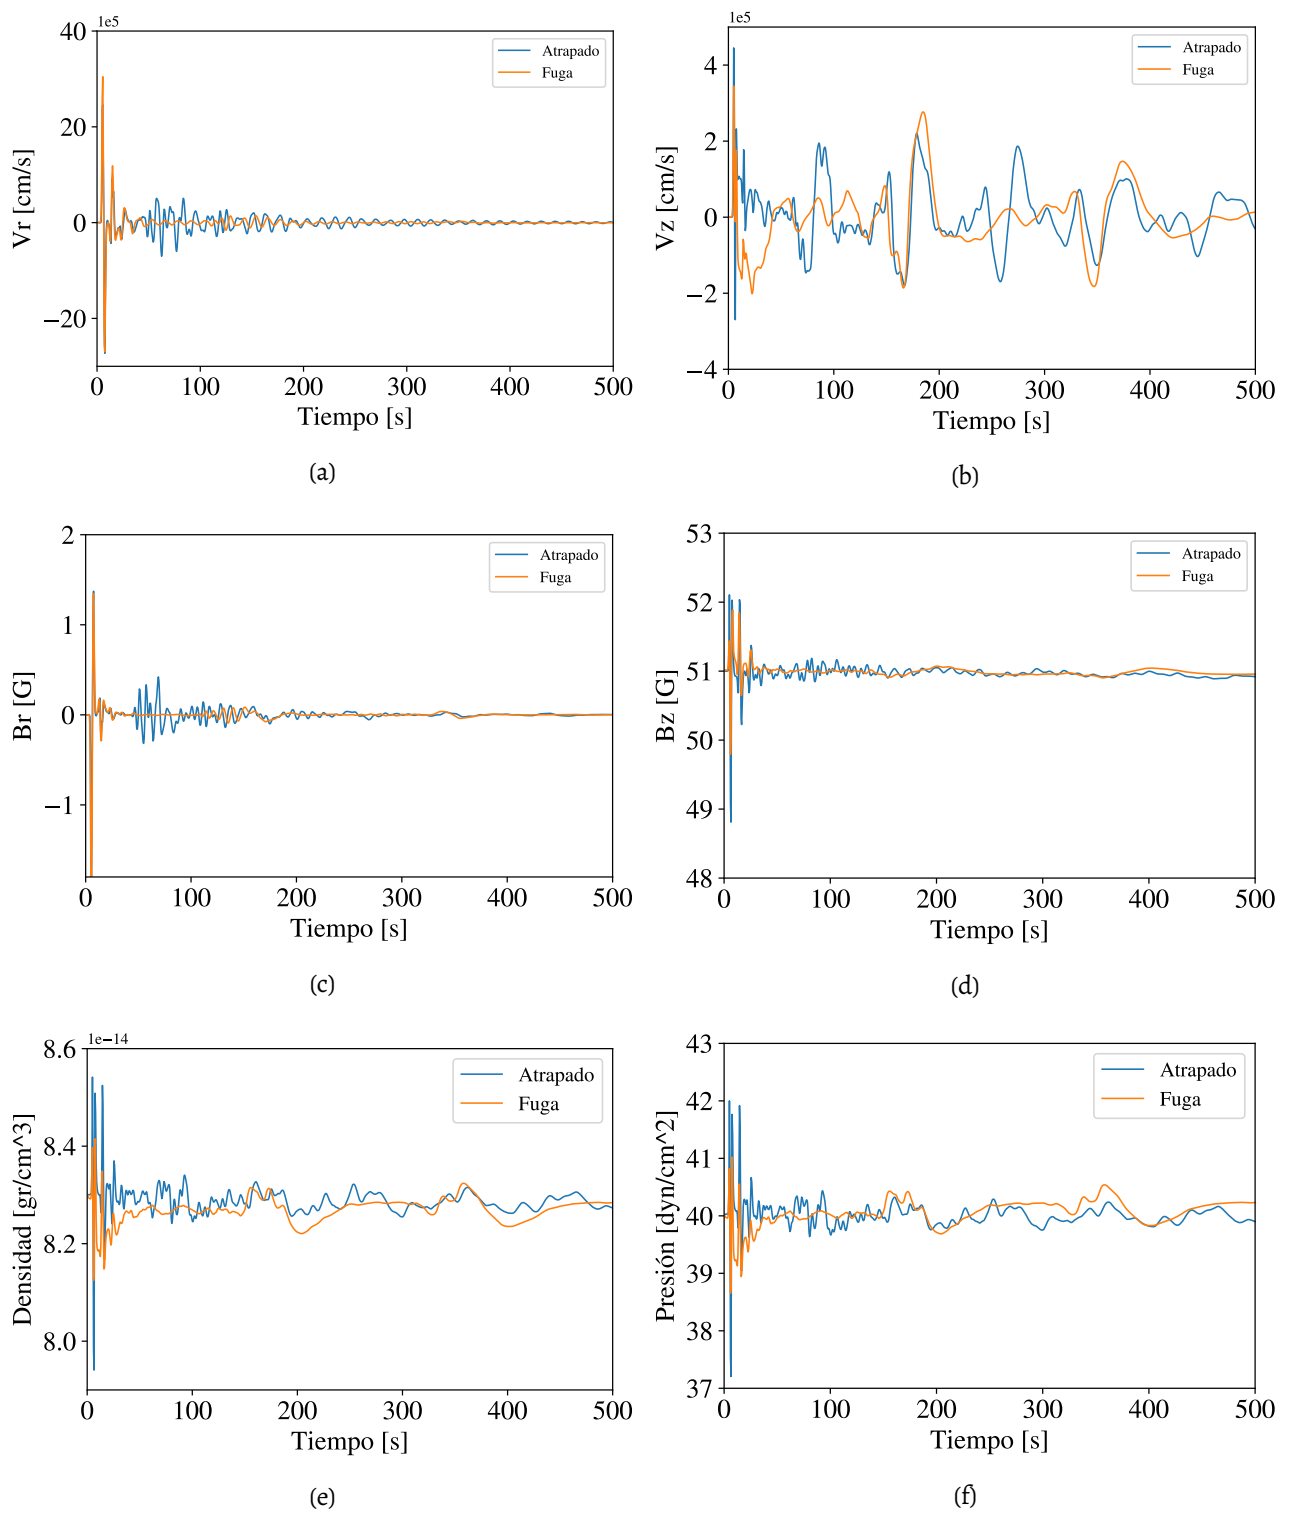 1e5
40
20
0
−20
Vr [cm/s]
Atrapado
Fuga
0 100 200 300 400 500
Tiempo [s]
(a)
1e5
4
2
0
−2
−4
Vz [cm/s]
Atrapado
Fuga
0 100 200 300 400 500
Tiempo [s]
(b)
2
1
0
−1
Br [G]
Atrapado
Fuga
0 100 200 300 400 500
Tiempo [s]
(c)
53
52
51
50
49
48
Bz [G]
Atrapado
Fuga
0 100 200 300 400 500
Tiempo [s]
(d)
1e−14
8.6
8.4
8.2
8.0
Densidad [gr/cm^3]
Atrapado
Fuga
0 100 200 300 400 500
Tiempo [s]
(e)
43
42
41
40
39
38
37
Presión [dyn/cm^2]
Atrapado
Fuga
0 100 200 300 400 500
Tiempo [s]
(f)